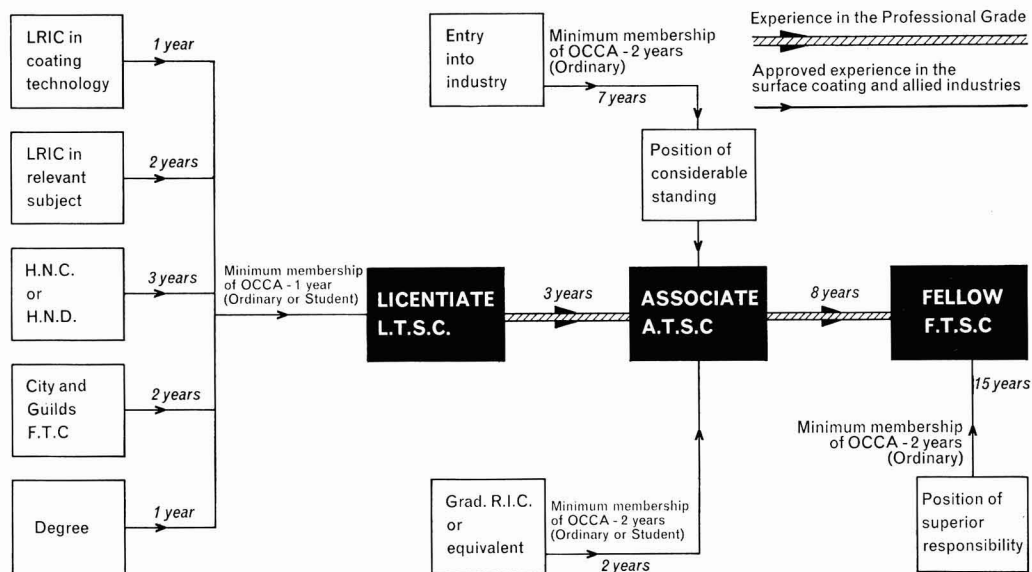 LRIC in
coating
technology
1 year
LRIC in
relevant
subject
2 years
H.N.C.
or
H.N.D.
3 years
City and
Guilds
F.T.C
2 years
Degree
1 year
Minimum membership
of OCCA - 1 year
(Ordinary or Student)
LICENTIATE
L.T.S.C.
3 years
Entry
into
industry
Minimum membership
of OCCA - 2 years
(Ordinary)
7 years
Position of
considerable
standing
ASSOCIATE
A.T.S.C
Grad. R.I.C.
or
equivalent
Minimum membership
of OCCA - 2 years
(Ordinary or Student)
2 years
8 years
FELLOW
F.T.S.C
15 years
Minimum membership
of OCCA - 2 years
(Ordinary)
Position of
superior
responsibility
Experience in the Professional Grade
Approved experience in the
surface coating and allied industries